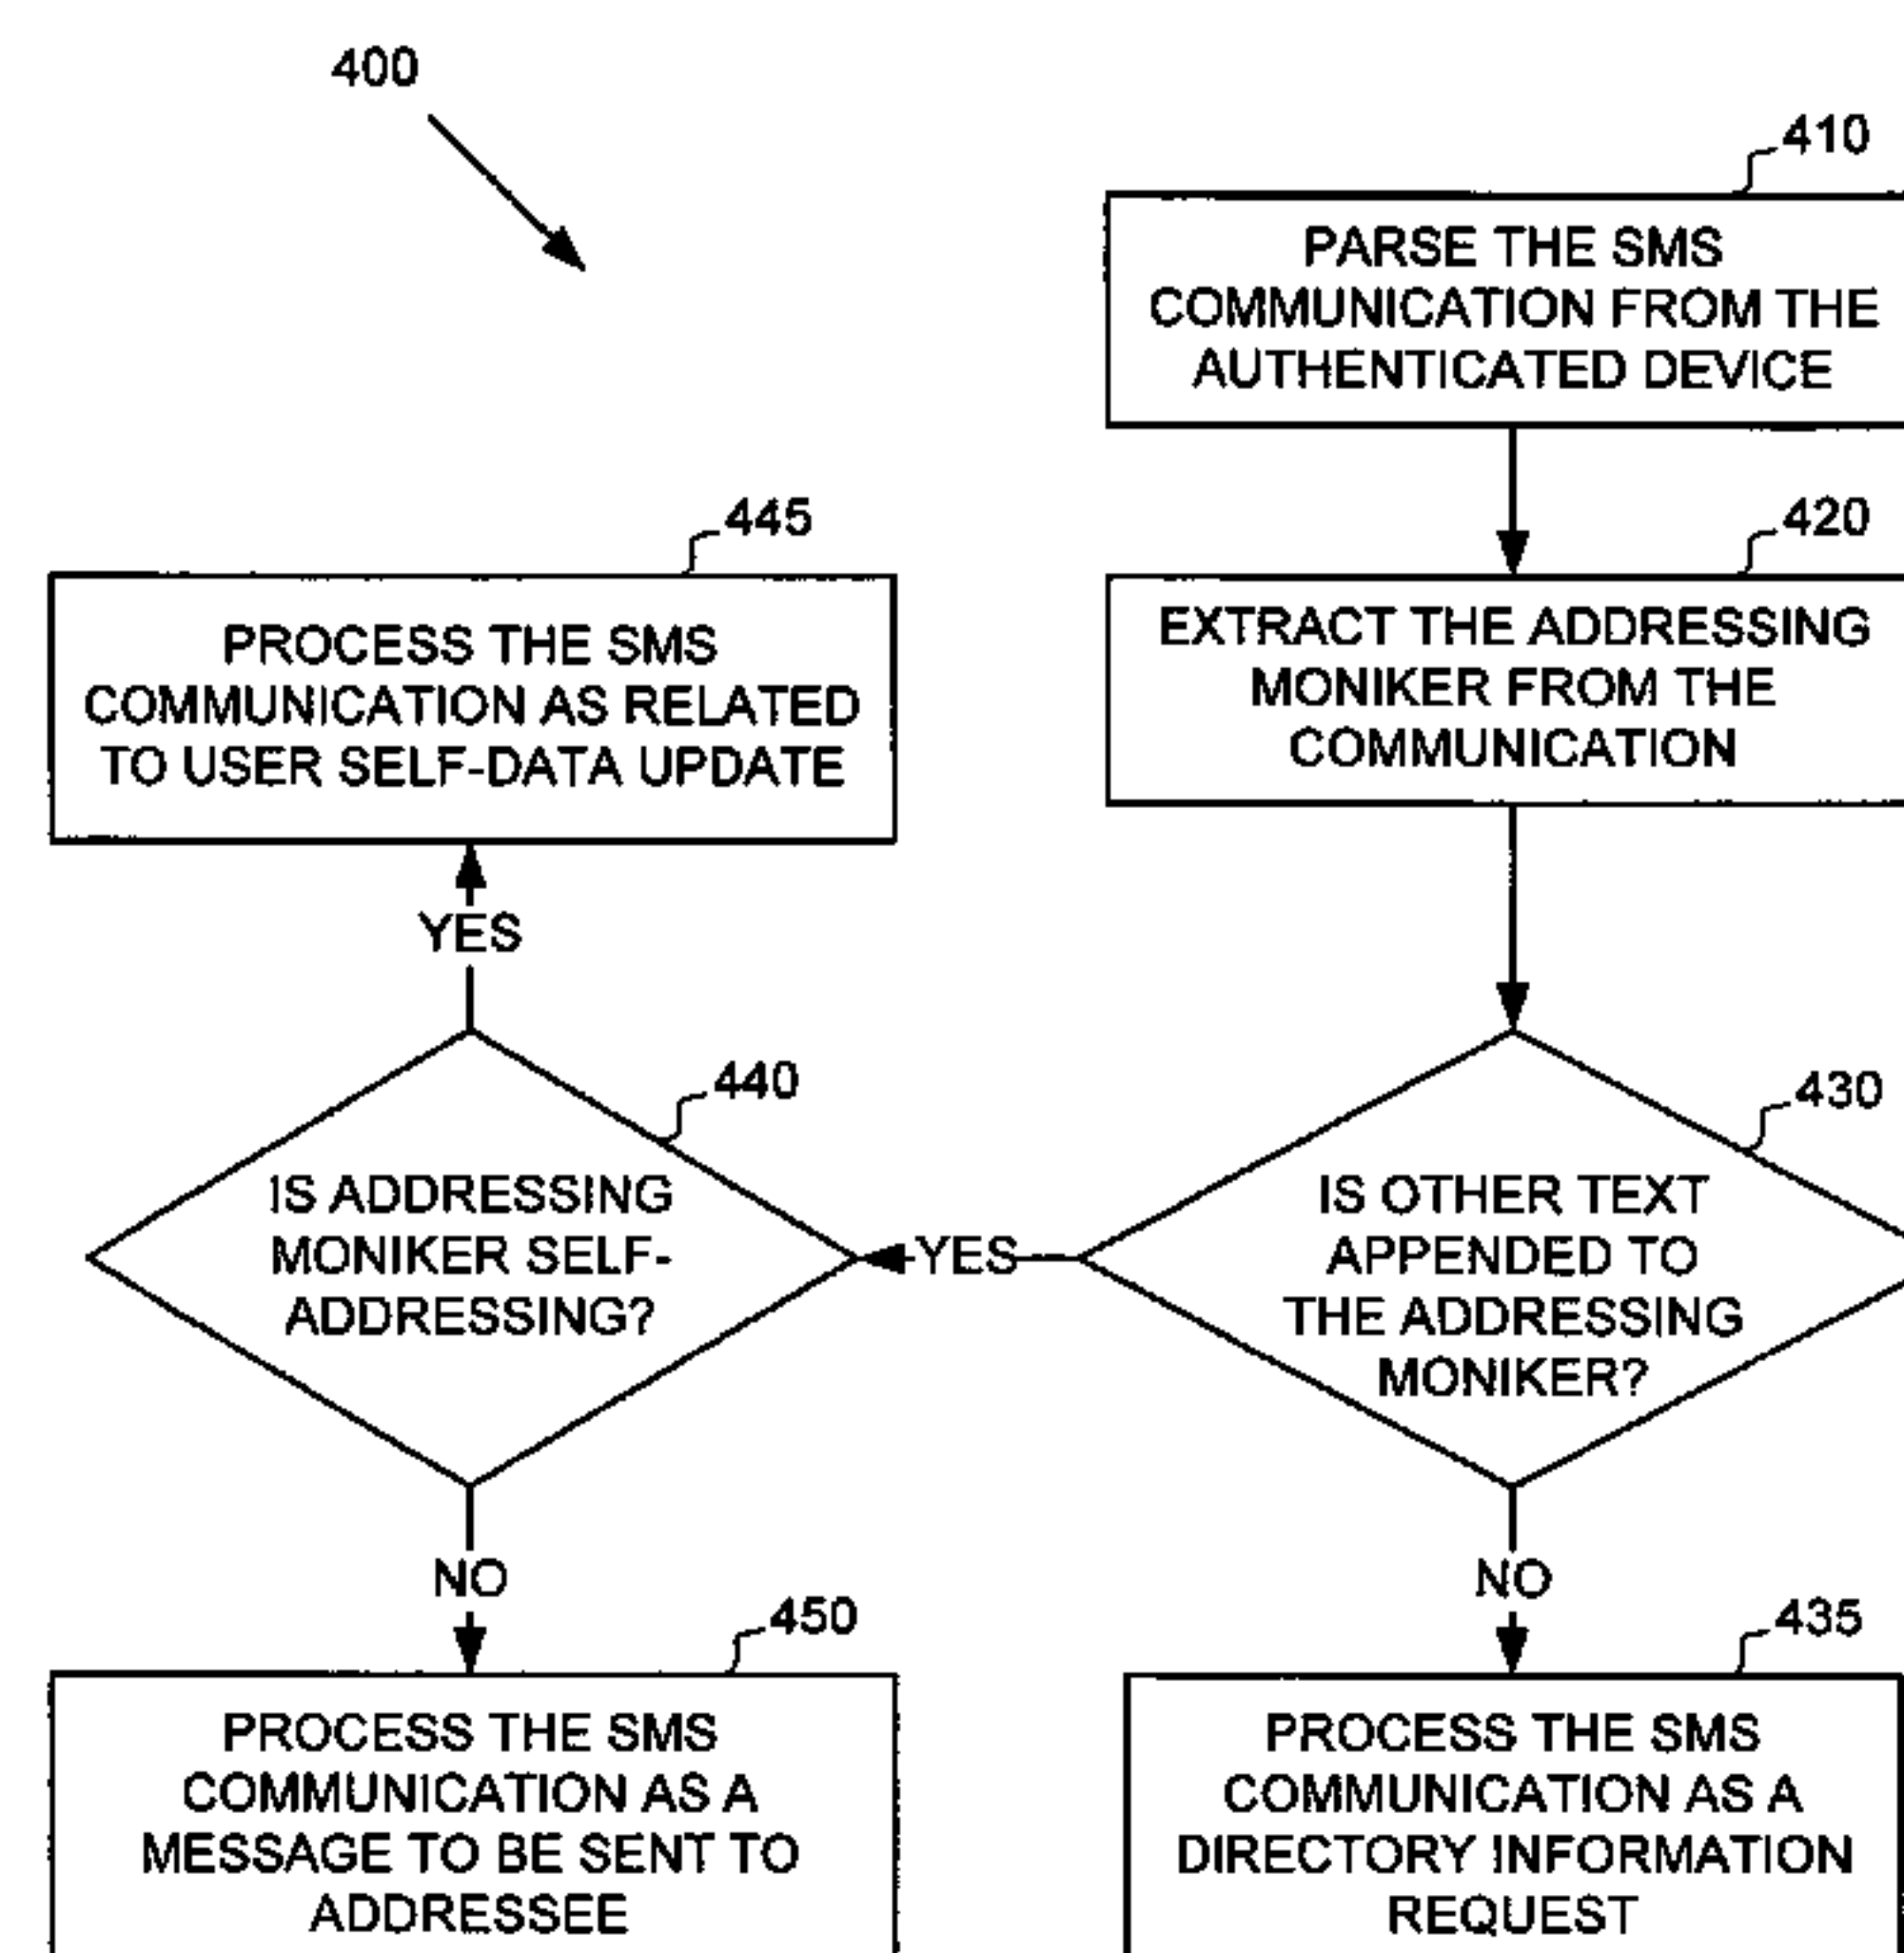 400
410
PARSE THE SMS
COMMUNICATION FROM THE
AUTHENTICATED DEVICE
445
420
PROCESS THE SMS
COMMUNICATION AS RELATED
TO USER SELF-DATA UPDATE
EXTRACT THE ADDRESSING
MONIKER FROM THE
COMMUNICATION
YES
440
430
IS ADDRESSING
MONIKER SELF-
ADDRESSING?
YES
IS OTHER TEXT
APPENDED TO
THE ADDRESSING
MONIKER?
NO
NO
450
435
PROCESS THE SMS
COMMUNICATION AS A
MESSAGE TO BE SENT TO
ADDRESSEE
PROCESS THE SMS
COMMUNICATION AS A
DIRECTORY INFORMATION
REQUEST